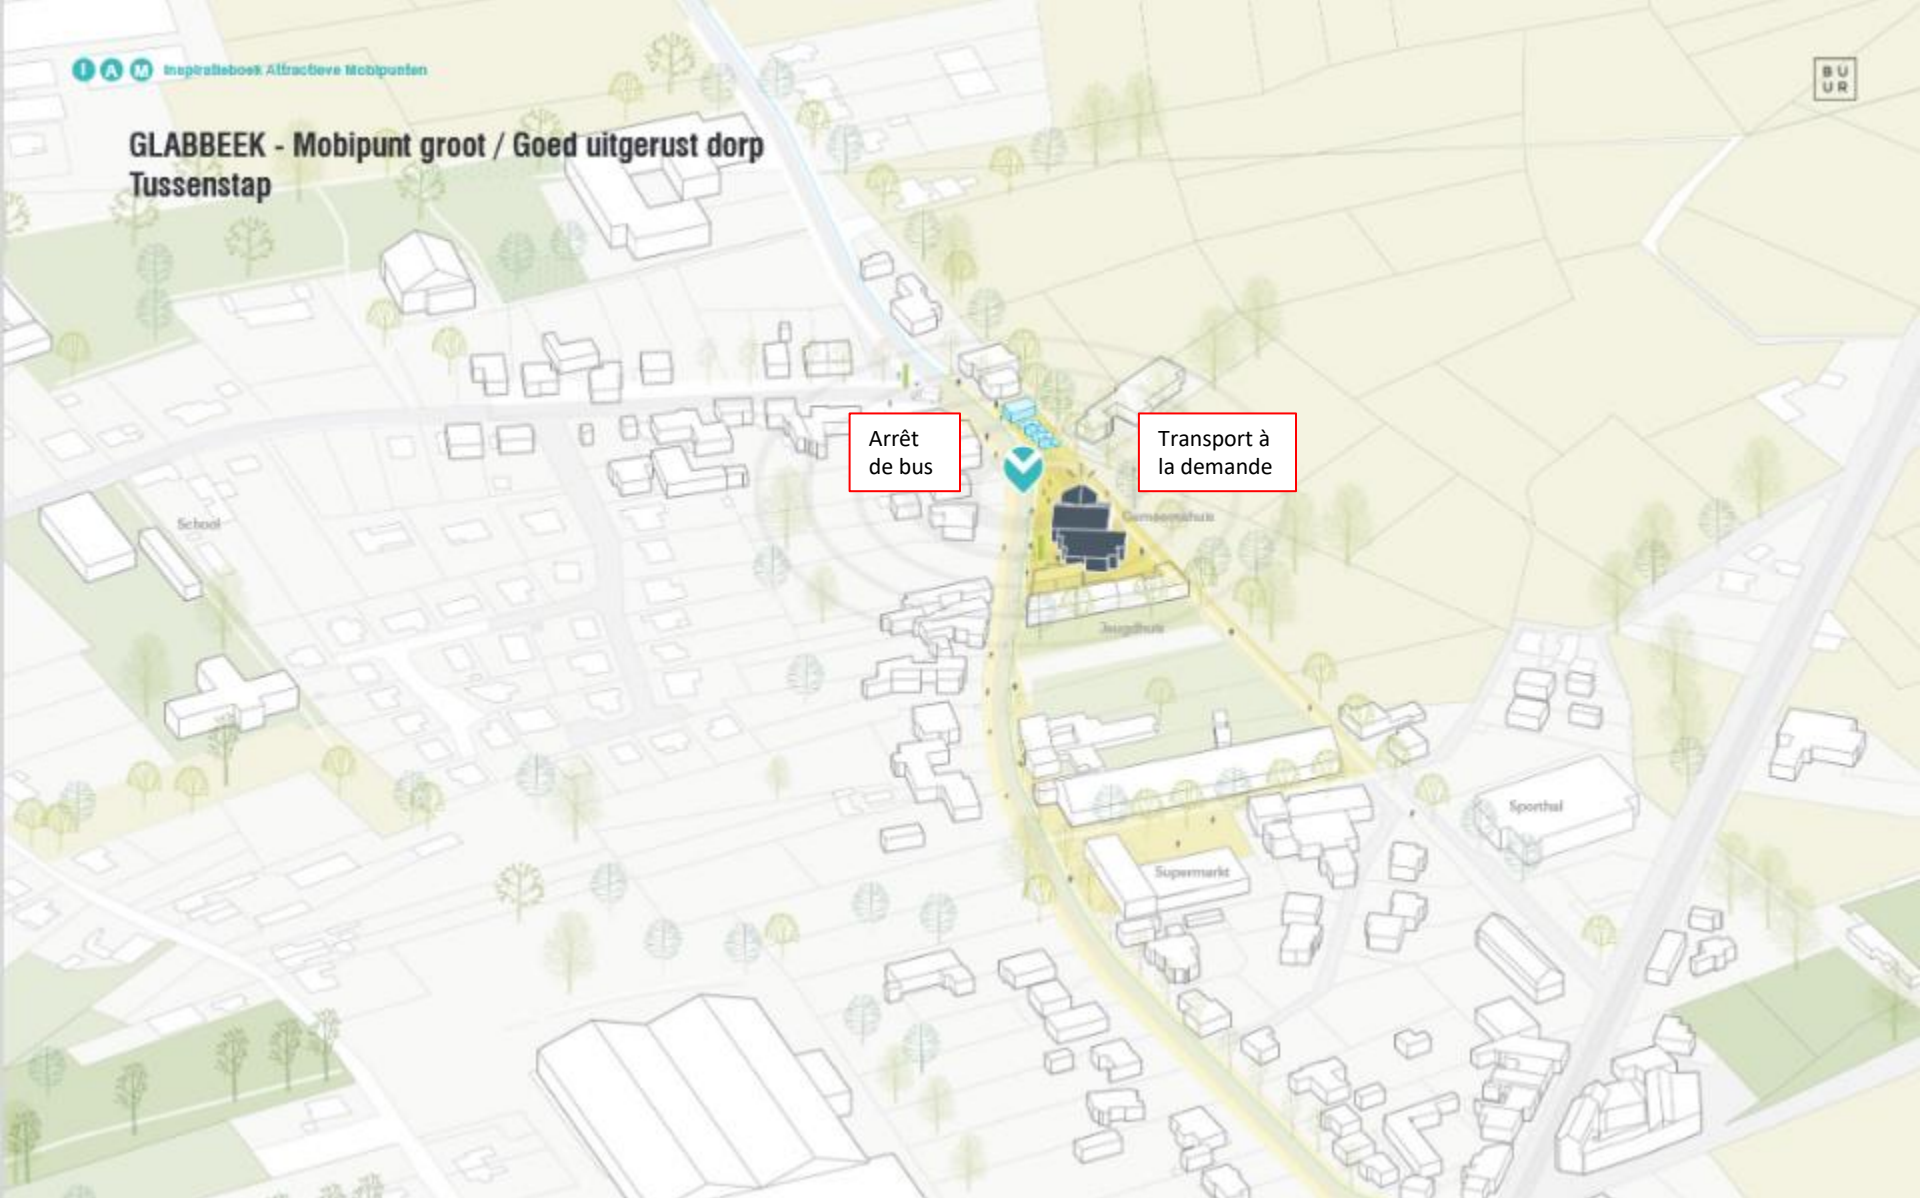 I A M Inspiratieboek Attractieve Mobipunten
BU
UR
GLABBEEK - Mobipunt groot / Goed uitgerust dorp
Tussenstap
Arrêt
de bus
Transport à
la demande
School
Gemeentehuis
Jeugdhuis
Sporthal
Supermarkt